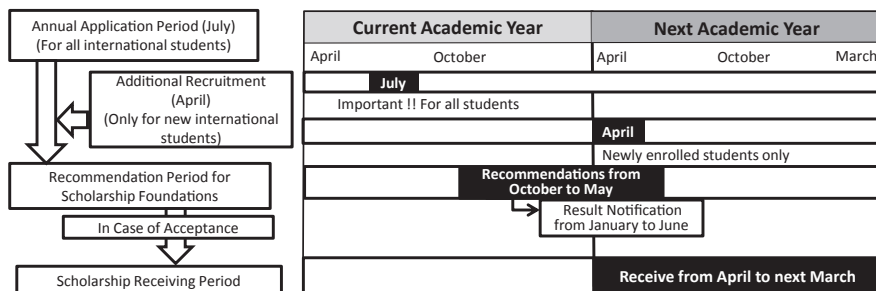 Annual Application Period (July)
(For all international students)
Additional Recruitment
(April)
(Only for new international
students)
Recommendation Period for
Scholarship Foundations
In Case of Acceptance
Scholarship Receiving Period
Current Academic Year
Next Academic Year
April
October
April
October
March
July
Important !! For all students
April
Newly enrolled students only
Recommendations from
October to May
Result Notification
from January to June
Receive from April to next March